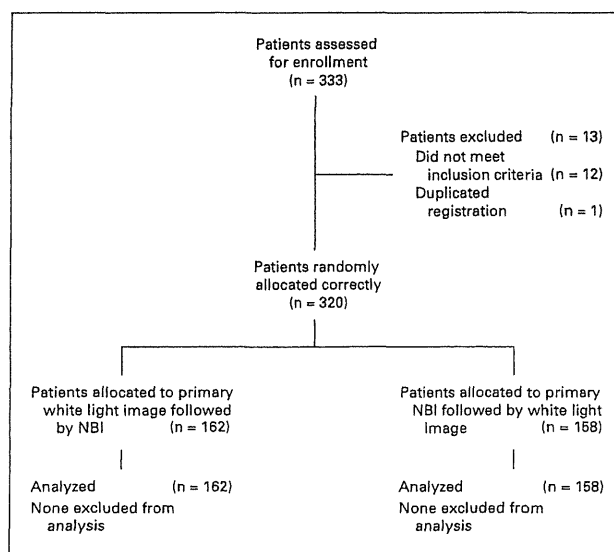 Patients assessed
for enrollment
(n = 333)
Patients excluded (n = 13)
Did not meet
inclusion criteria (n = 12)
Duplicated
registration (n = 1)
Patients randomly
allocated correctly
(n = 320)
Patients allocated to primary
white light image followed
by NBI (n = 162)
Analyzed (n = 162)
None excluded from
analysis
Patients allocated to primary
NBI followed by white light
Image (n = 158)
Analyzed (n = 158)
None excluded from
analysis